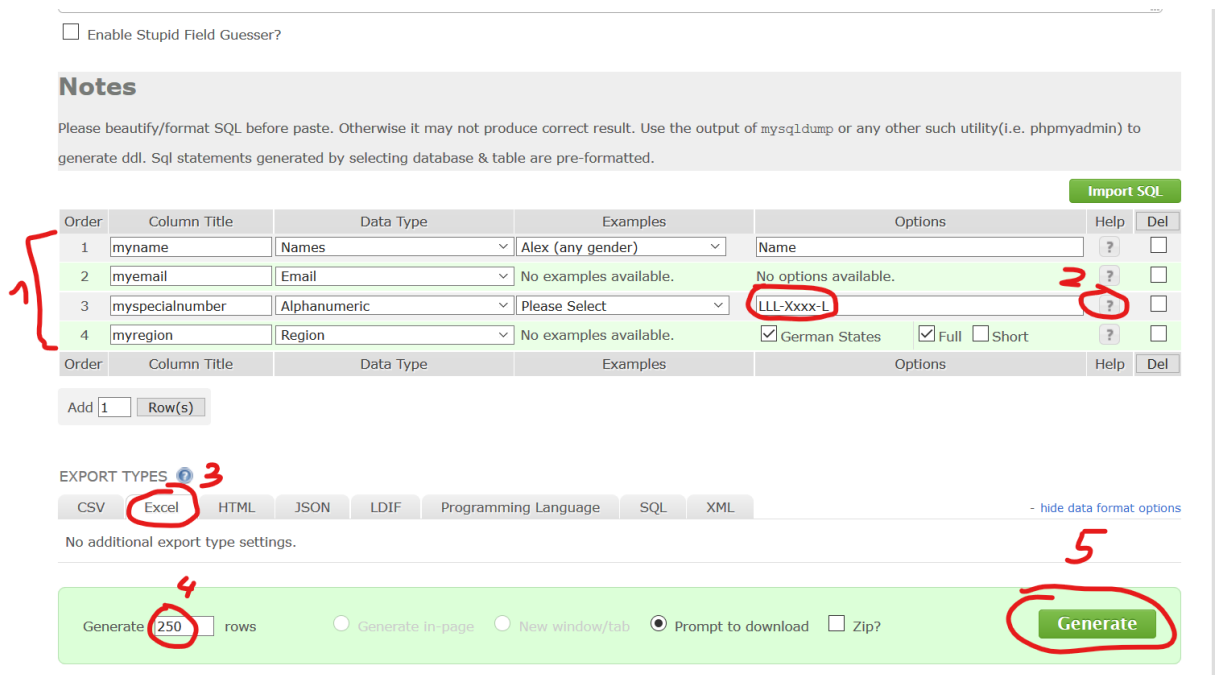 Enable Stupid Field Guesser?
Notes
Please beautify/format SQL before paste. Otherwise it may not produce correct result. Use the output of mysqldump or any other such utility(i.e. phpmyadmin) to
generate ddl. Sql statements generated by selecting database & table are pre-formatted.
Import SQL
Order Column Title Data Type Examples Options Help Del
1 myname Names Alex (any gender) Name ?
2 myemail Email No examples available. No options available. 2 ?
1
3 myspecialnumber Alphanumeric Please Select LLL-Xxxx-L ?
4 myregion Region No examples available. German States Full Short ?
Order Column Title Data Type Examples Options Help Del
Add 1 Row(s)
EXPORT TYPES ? 3
CSV Excel HTML JSON LDIF Programming Language SQL XML - hide data format options
No additional export type settings.
5
4
Generate 250 rows Generate in-page New window/tab Prompt to download Zip? Generate